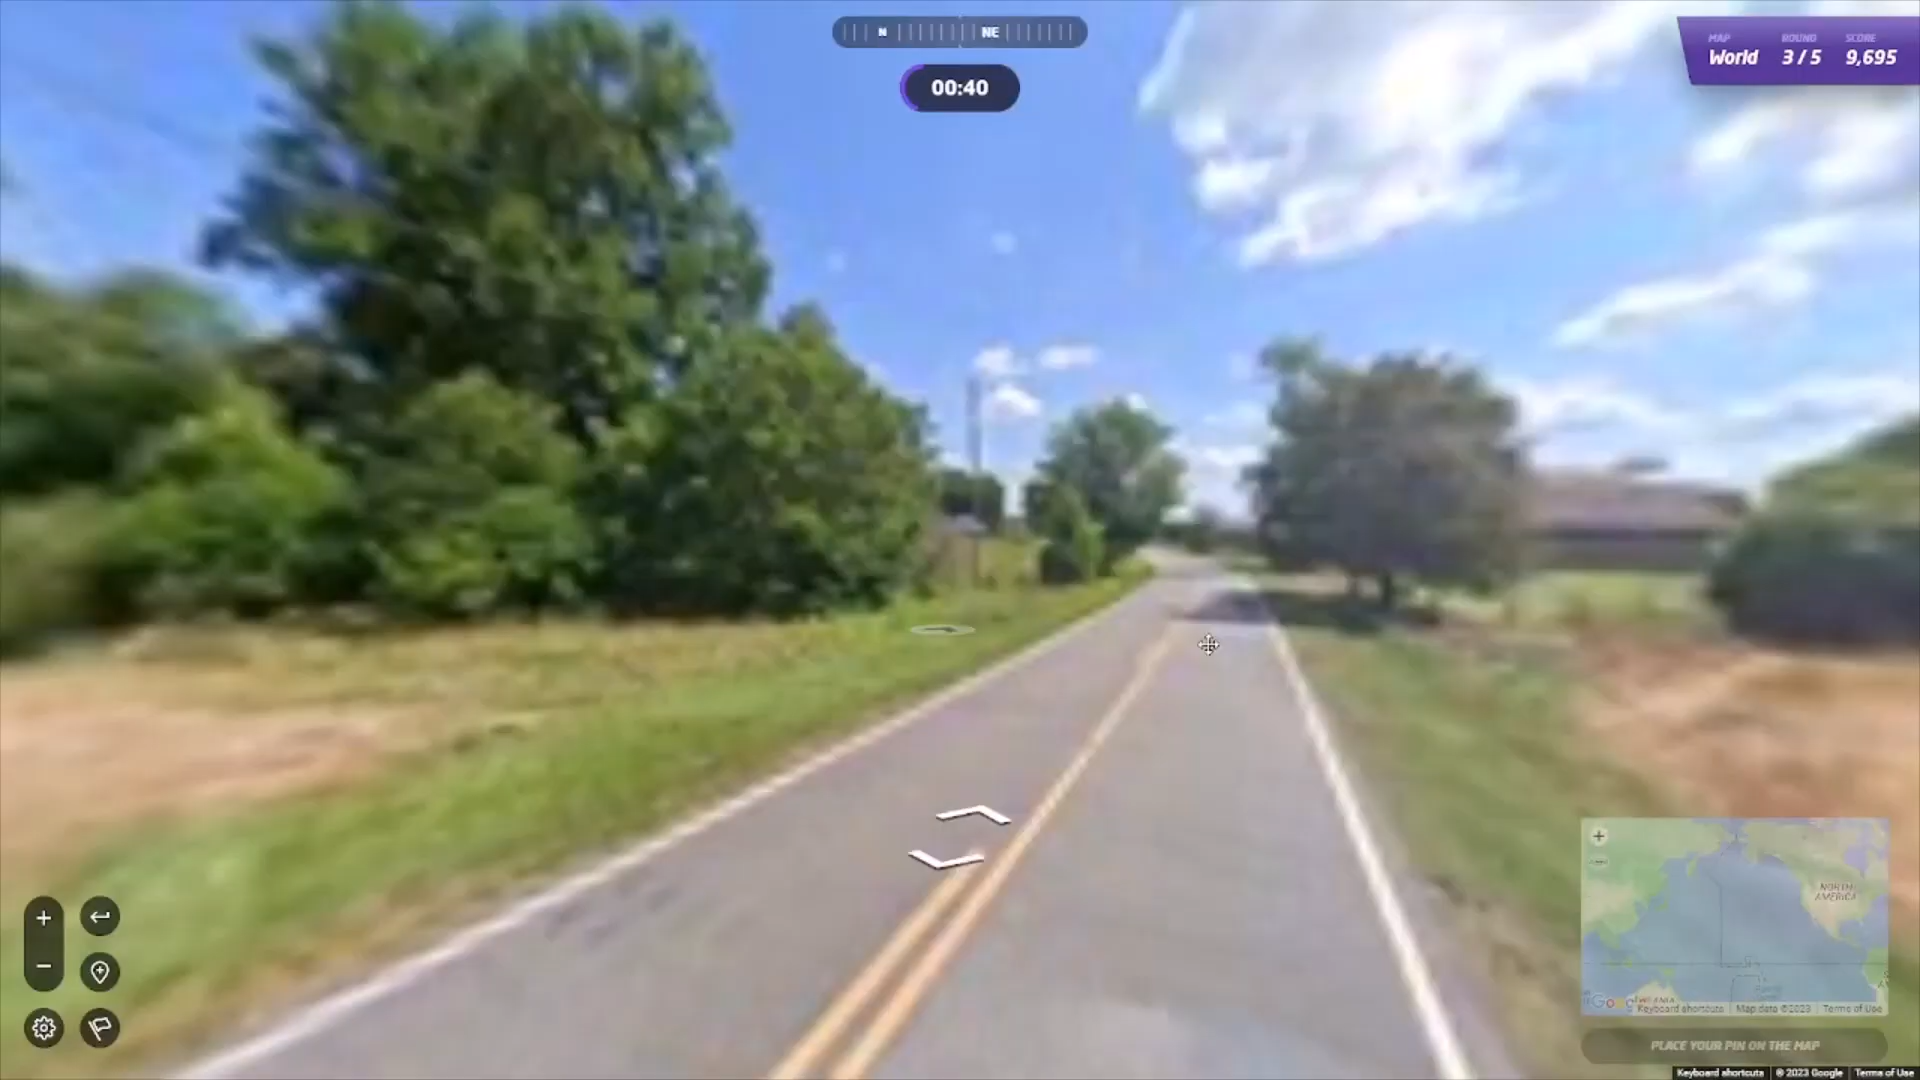 N NE
00:40
MAP ROUND SCORE
World 3 / 5 9,695
NORTH
AMERICA
Google
Keyboard shortcuts Map data ©2023 Terms of Use
PLACE YOUR PIN ON THE MAP
Keyboard shortcuts © 2023 Google Terms of Use